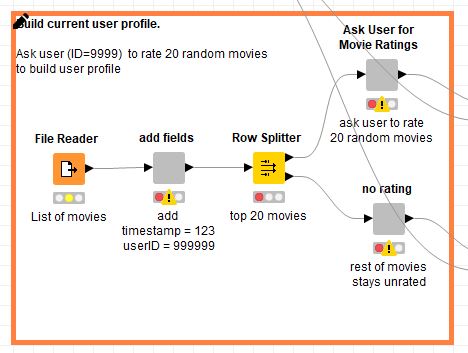 Build current user profile.
Ask user (ID=9999)  to rate 20 random movies
to build user profile
Ask User for
Movie Ratings
ask user to rate
20 random movies
File Reader
List of movies
add fields
add
timestamp = 123
userID = 999999
Row Splitter
top 20 movies
no rating
rest of movies
stays unrated